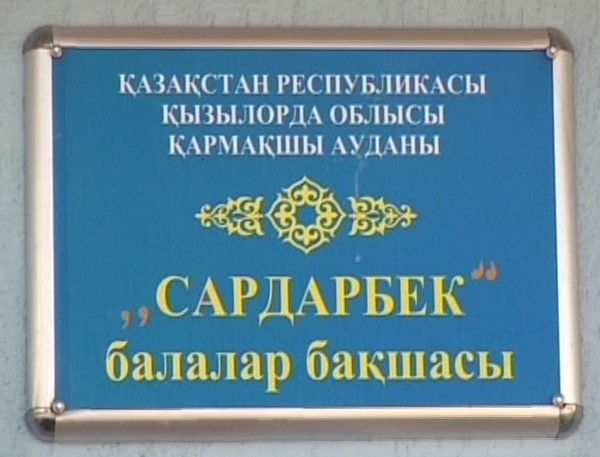 ҚАЗАҚСТАН РЕСПУБЛИКАСЫ
ҚЫЗЫЛОРДА ОБЛЫСЫ
ҚАРМАҚШЫ АУДАНЫ
„САРДАРБЕК“
балалар бақшасы